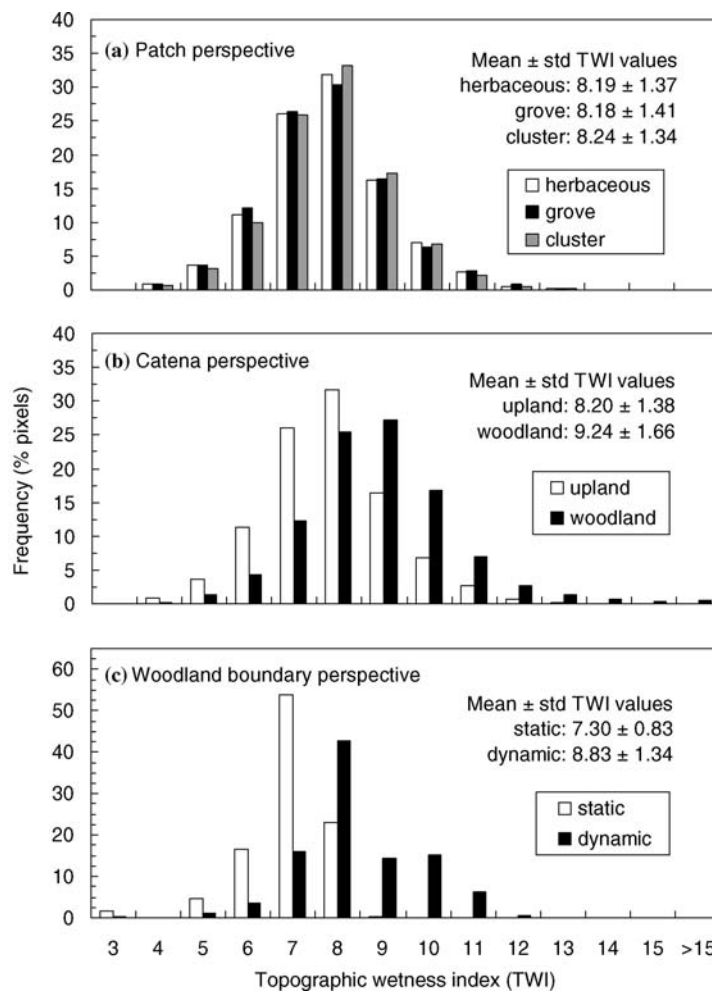 40
35
30
25
20
15
10
5
0
(a) Patch perspective
Mean ± std TWI values
herbaceous: 8.19 ± 1.37
grove: 8.18 ± 1.41
cluster: 8.24 ± 1.34
herbaceous
grove
cluster
Frequency (% pixels)
40
35
30
25
20
15
10
5
0
(b) Catena perspective
Mean ± std TWI values
upland: 8.20 ± 1.38
woodland: 9.24 ± 1.66
upland
woodland
60
50
40
30
20
10
0
(c) Woodland boundary perspective
Mean ± std TWI values
static: 7.30 ± 0.83
dynamic: 8.83 ± 1.34
static
dynamic
3 4 5 6 7 8 9 10 11 12 13 14 15 >15
Topographic wetness index (TWI)